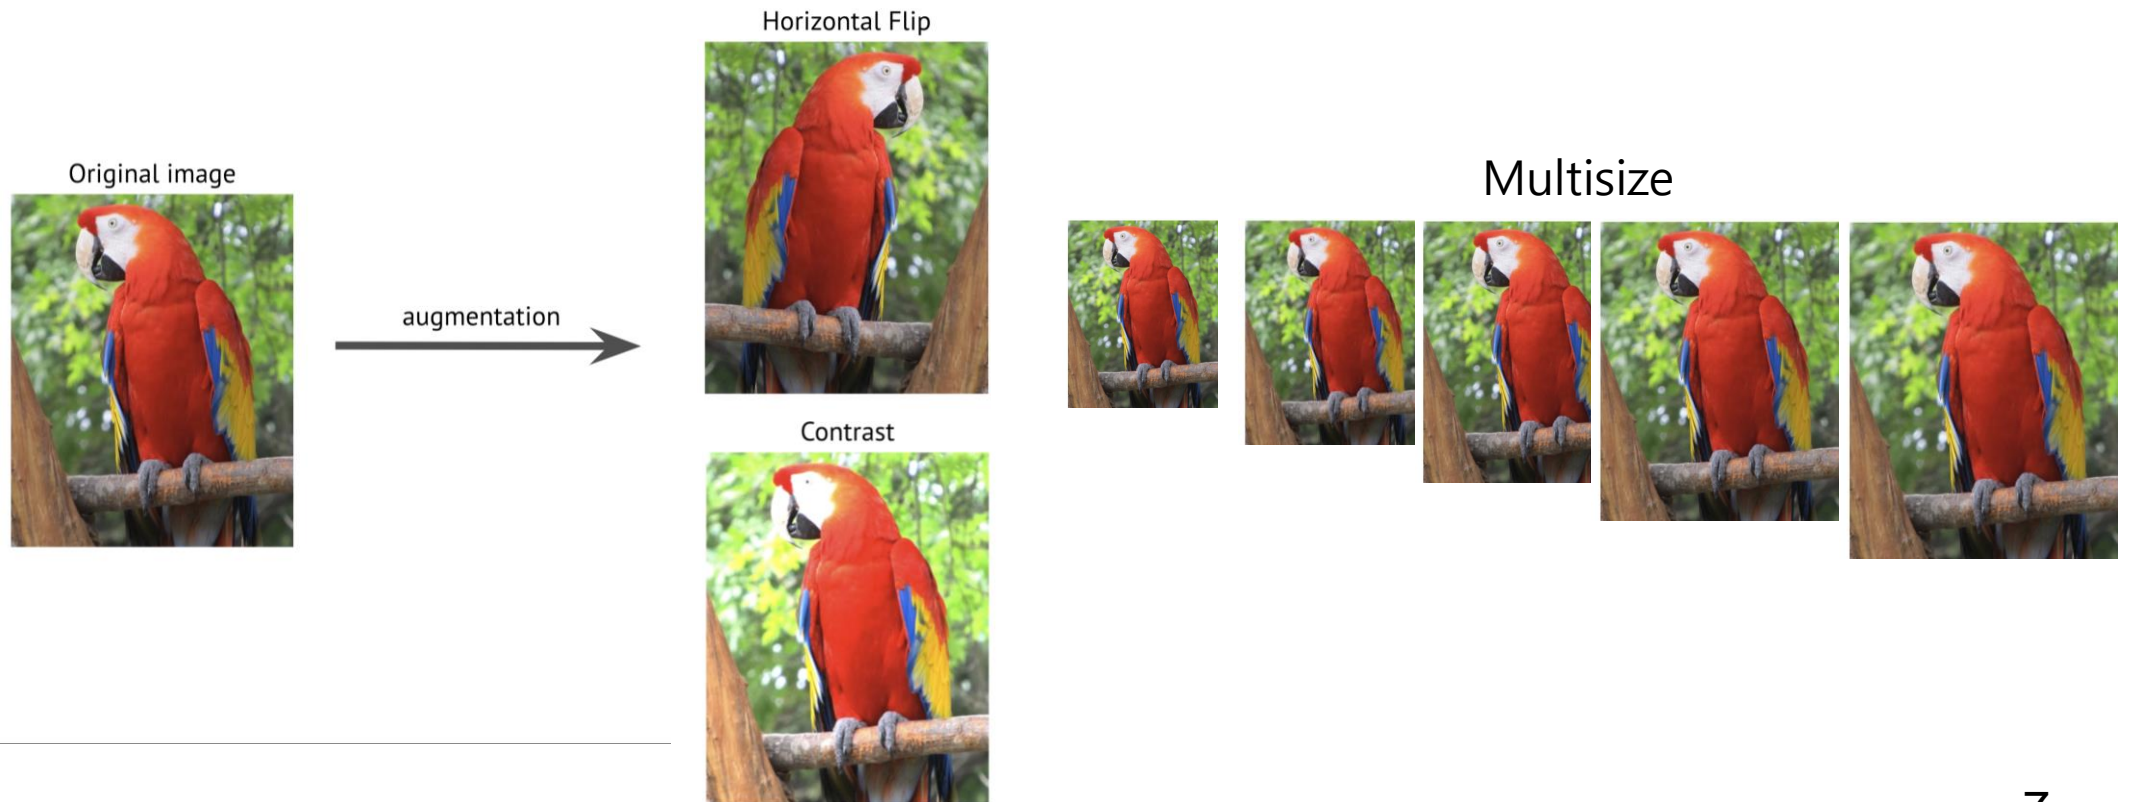 Horizontal Flip
Original image
augmentation
Contrast
Multisize